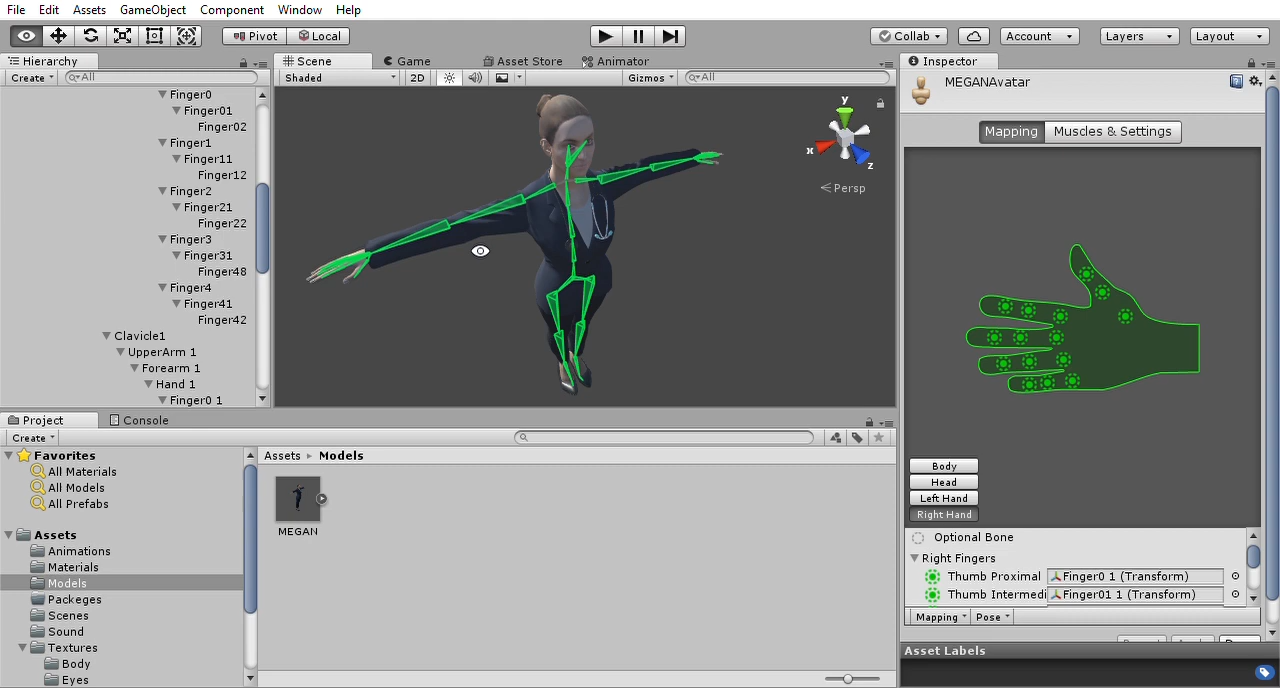 File Edit Assets GameObject Component Window Help
Pivot Local Collab Account Layers Layout
Hierarchy
Create All
Finger0
Finger01
Finger02
Finger1
Finger11
Finger12
Finger2
Finger21
Finger22
Finger3
Finger31
Finger48
Finger4
Finger41
Finger42
Clavicle1
UpperArm 1
Forearm 1
Hand 1
Finger0 1
Scene Game Asset Store Animator
Shaded 2D Gizmos All
y
x
z
Persp
Inspector
MEGANAvatar
Mapping Muscles & Settings
Body
Head
Left Hand
Right Hand
Optional Bone
Right Fingers
Thumb Proximal Finger0 1 (Transform)
Thumb Intermedi Finger01 1 (Transform)
Mapping Pose
Asset Labels
Project Console
Create
Favorites
All Materials
All Models
All Prefabs
Assets
Animations
Materials
Models
Packeges
Scenes
Sound
Textures
Body
Eyes
Assets Models
MEGAN